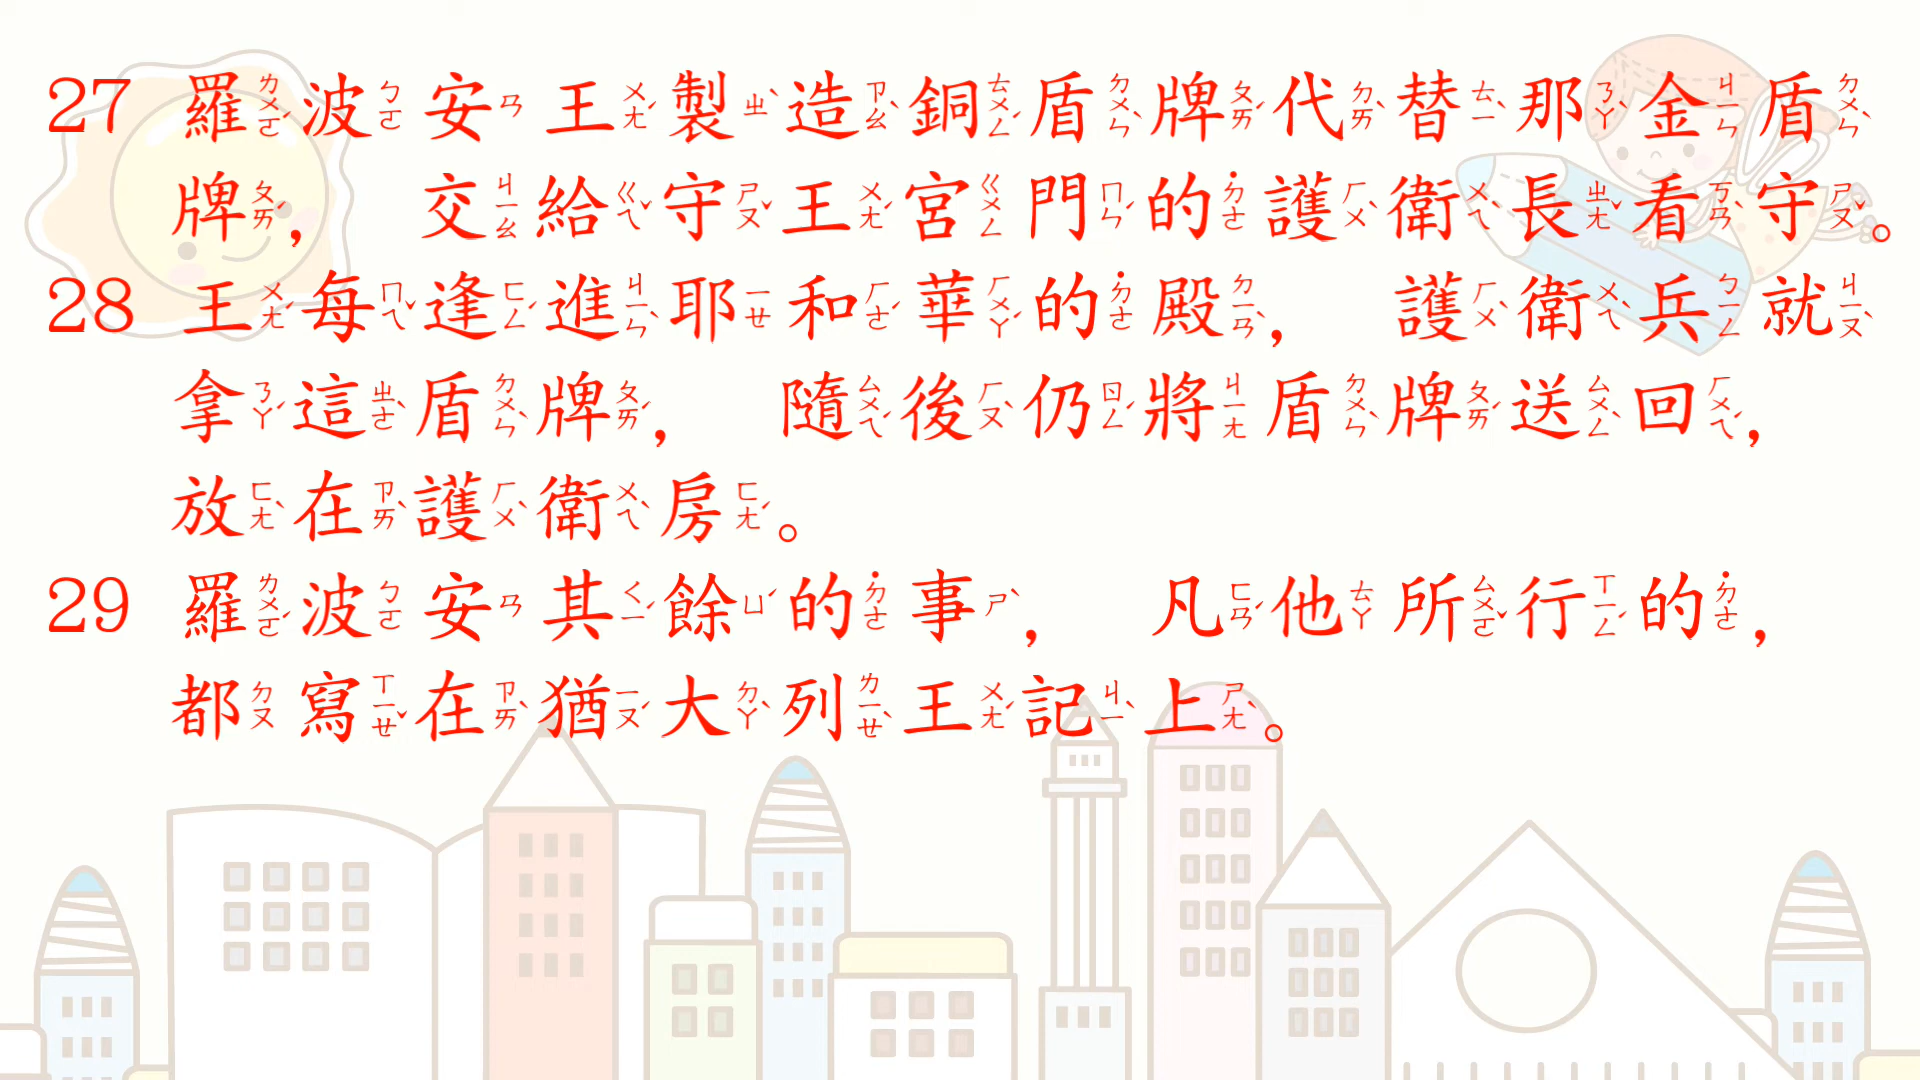 27 羅波安王製造銅盾牌代替那金盾
牌， 交給守王宮門的護衛長看守。
28 王每逢進耶和華的殿， 護衛兵就
拿這盾牌， 隨後仍將盾牌送回，
放在護衛房。
29 羅波安其餘的事， 凡他所行的，
都寫在猶大列王記上。